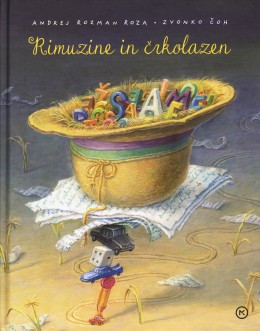 ANDREJ ROZMAN ROZA • ZVONKO ČOH
Rimuzine in črkolazen